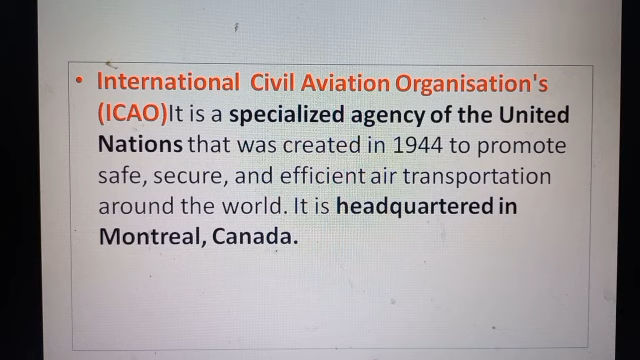 • International Civil Aviation Organisation's
(ICAO)It is a specialized agency of the United
Nations that was created in 1944 to promote
safe, secure, and efficient air transportation
around the world. It is headquartered in
Montreal, Canada.